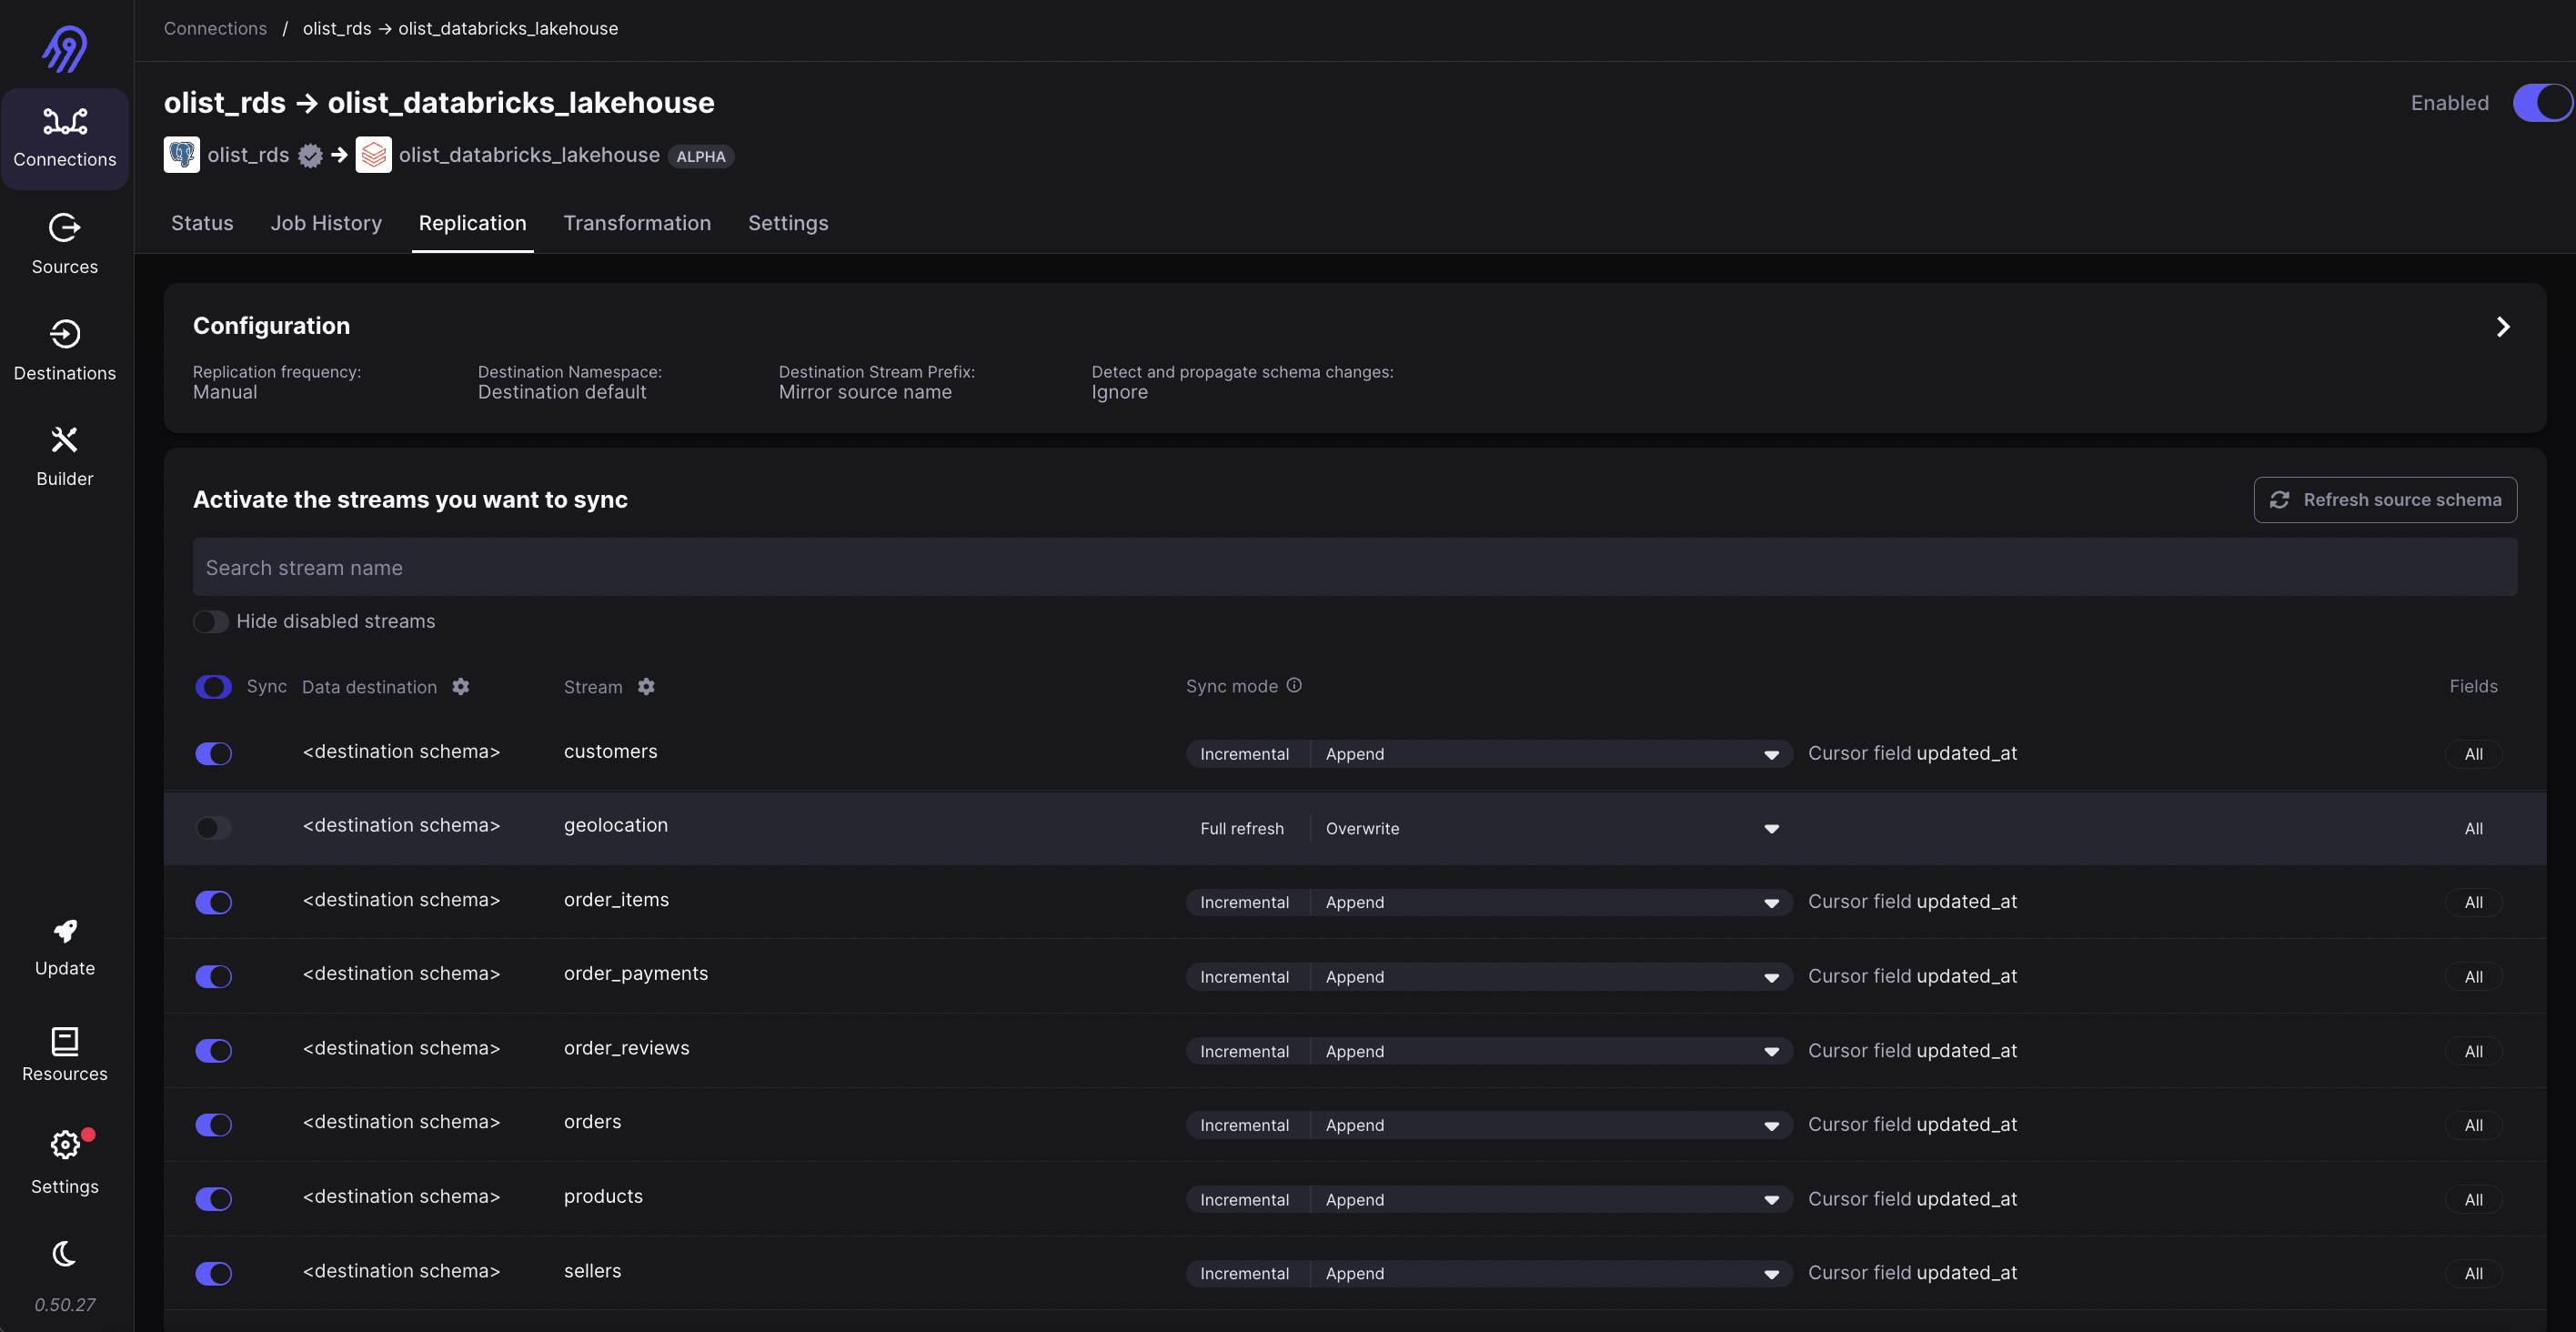 Connections / olist_rds → olist_databricks_lakehouse
olist_rds → olist_databricks_lakehouse
Enabled
olist_rds → olist_databricks_lakehouse ALPHA
Status Job History Replication Transformation Settings
Connections
Sources
Destinations
Builder
Update
Resources
Settings
0.50.27
Configuration
Replication frequency: Destination Namespace: Destination Stream Prefix: Detect and propagate schema changes:
Manual Destination default Mirror source name Ignore
Activate the streams you want to sync
Refresh source schema
Search stream name
Hide disabled streams
Sync Data destination Stream Sync mode Fields
<destination schema> customers Incremental Append Cursor field updated_at All
<destination schema> geolocation Full refresh Overwrite All
<destination schema> order_items Incremental Append Cursor field updated_at All
<destination schema> order_payments Incremental Append Cursor field updated_at All
<destination schema> order_reviews Incremental Append Cursor field updated_at All
<destination schema> orders Incremental Append Cursor field updated_at All
<destination schema> products Incremental Append Cursor field updated_at All
<destination schema> sellers Incremental Append Cursor field updated_at All